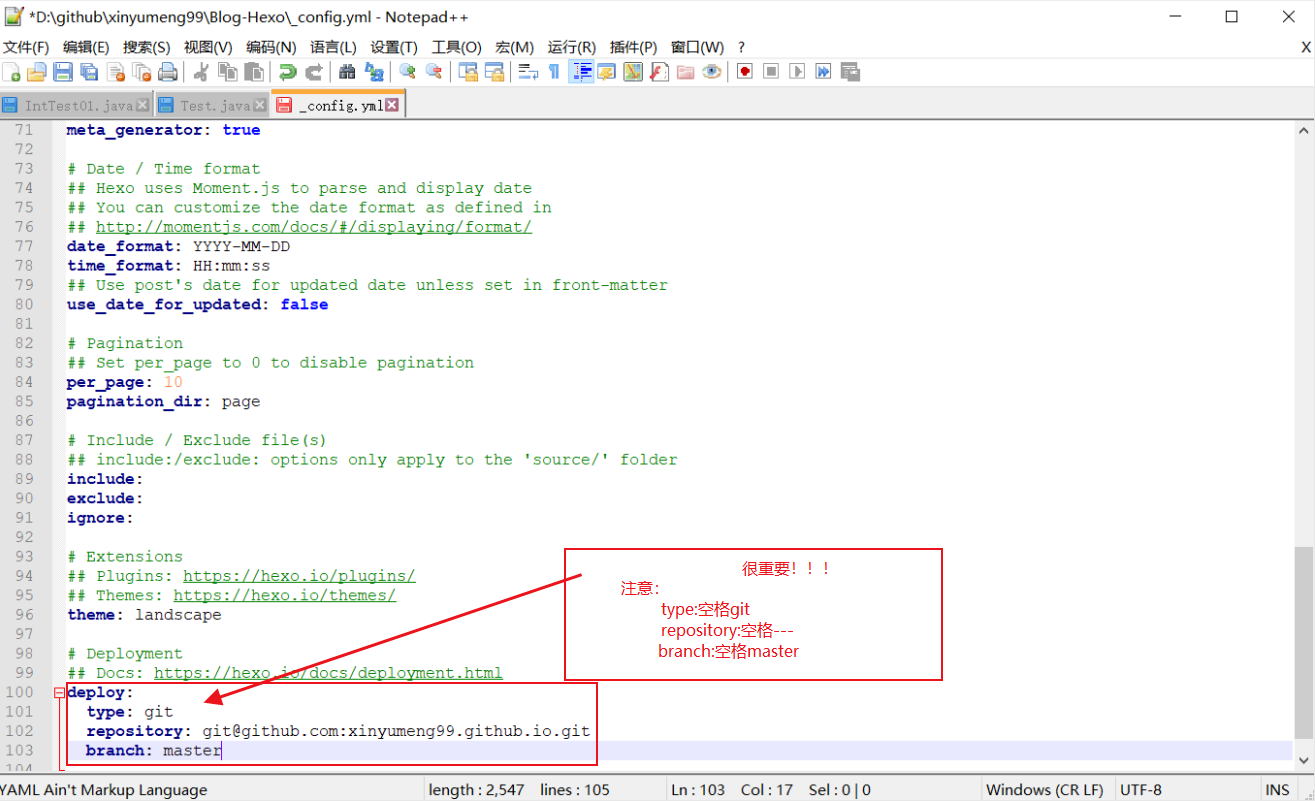 *D:\github\xinyumeng99\Blog-Hexo\_config.yml - Notepad++
文件(F) 编辑(E) 搜索(S) 视图(V) 编码(N) 语言(L) 设置(T) 工具(O) 宏(M) 运行(R) 插件(P) 窗口(W) ? X
IntTest01.java Test.java _config.yml
71 meta_generator: true
72
73 # Date / Time format
74 ## Hexo uses Moment.js to parse and display date
75 ## You can customize the date format as defined in
76 ## http://momentjs.com/docs/#/displaying/format/
77 date_format: YYYY-MM-DD
78 time_format: HH:mm:ss
79 ## Use post's date for updated date unless set in front-matter
80 use_date_for_updated: false
81
82 # Pagination
83 ## Set per_page to 0 to disable pagination
84 per_page: 10
85 pagination_dir: page
86
87 # Include / Exclude file(s)
88 ## include:/exclude: options only apply to the 'source/' folder
89 include:
90 exclude:
91 ignore:
92
93 # Extensions
94 ## Plugins: https://hexo.io/plugins/
95 ## Themes: https://hexo.io/themes/
96 theme: landscape
97
98 # Deployment
99 ## Docs: https://hexo.io/docs/deployment.html
100 deploy:
101 type: git
102 repository: git@github.com:xinyumeng99.github.io.git
103 branch: master
104
很重要！！！
注意：
type:空格git
repository:空格---
branch:空格master
YAML Ain't Markup Language length : 2,547 lines : 105 Ln : 103 Col : 17 Sel : 0 | 0 Windows (CR LF) UTF-8 INS